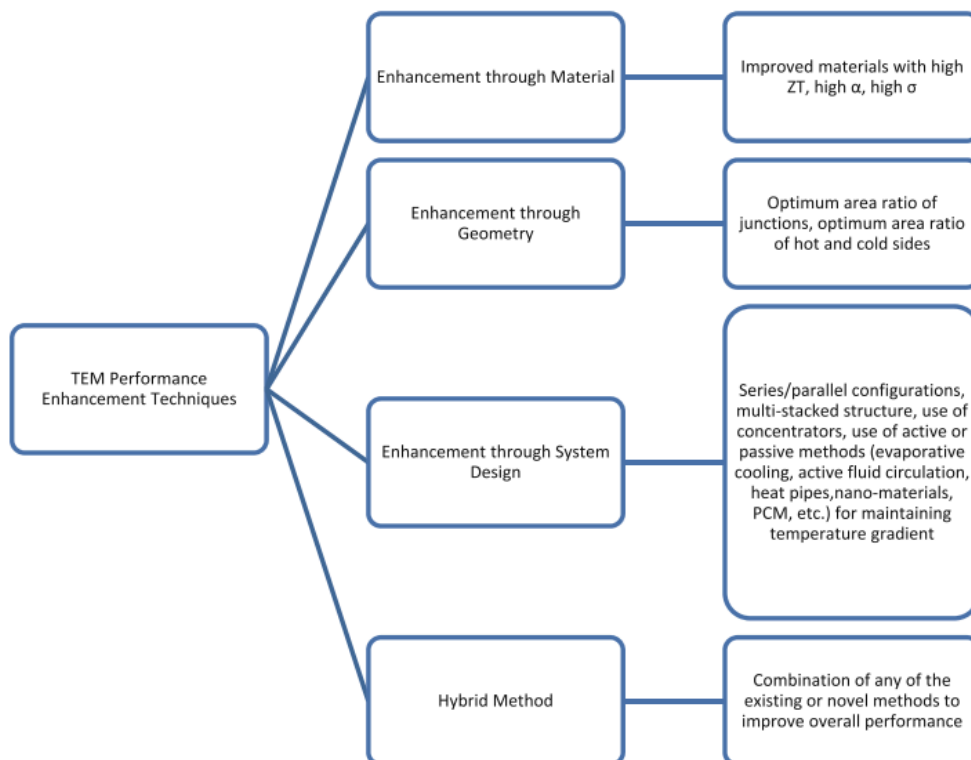 Enhancement through
Material
Improved materials with high
ZT, high α, high σ
Enhancement through
Geometry
Optimum area ratio of
junctions, optimum area ratio
of hot and cold sides
TEM Performance
Enhancement Techniques
Enhancement through System
Design
Series/parallel configurations,
multi-stacked structure, use of
concentrators, use of active or
passive methods (evaporative
cooling, active fluid circulation,
heat pipes,nano-materials,
PCM, etc.) for maintaining
temperature gradient
Hybrid Method
Combination of any of the
existing or novel methods to
improve overall performance